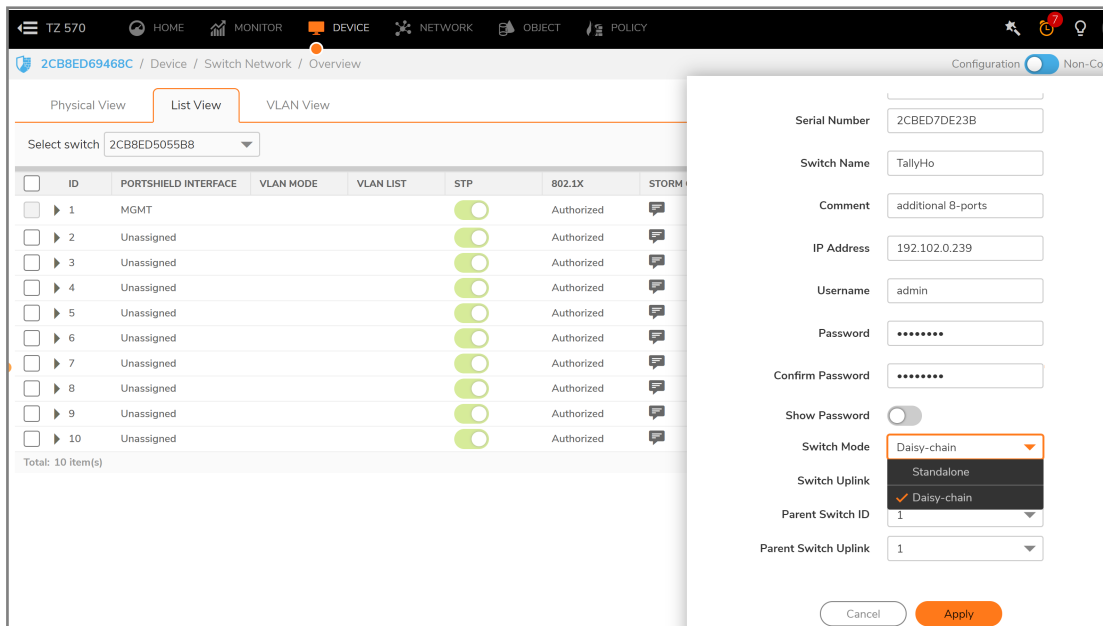 TZ 570 HOME MONITOR DEVICE NETWORK OBJECT POLICY 7
2CB8ED69468C / Device / Switch Network / Overview Configuration Non-Co
Physical View List View VLAN View
Select switch 2CB8ED5055B8
ID PORTSHIELD INTERFACE VLAN MODE VLAN LIST STP 802.1X STORM
1 MGMT Authorized
2 Unassigned Authorized
3 Unassigned Authorized
4 Unassigned Authorized
5 Unassigned Authorized
6 Unassigned Authorized
7 Unassigned Authorized
8 Unassigned Authorized
9 Unassigned Authorized
10 Unassigned Authorized
Total: 10 item(s)
Serial Number 2CBED7DE23B
Switch Name TallyHo
Comment additional 8-ports
IP Address 192.102.0.239
Username admin
Password ••••••••
Confirm Password ••••••••
Show Password
Switch Mode Daisy-chain
Standalone
Switch Uplink
Daisy-chain
Parent Switch ID 1
Parent Switch Uplink 1
Cancel Apply